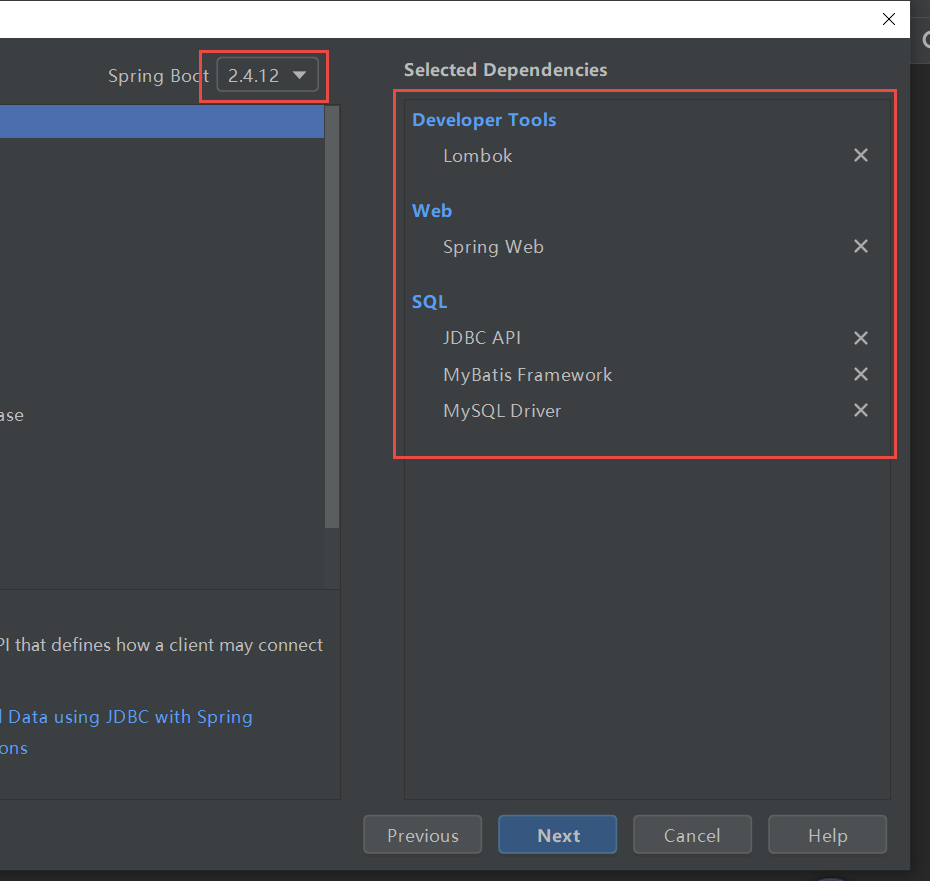 Spring Boot 2.4.12
Selected Dependencies
Developer Tools
Lombok
Web
Spring Web
SQL
JDBC API
MyBatis Framework
MySQL Driver
ase
PI that defines how a client may connect
d Data using JDBC with Spring
ons
Previous Next Cancel Help